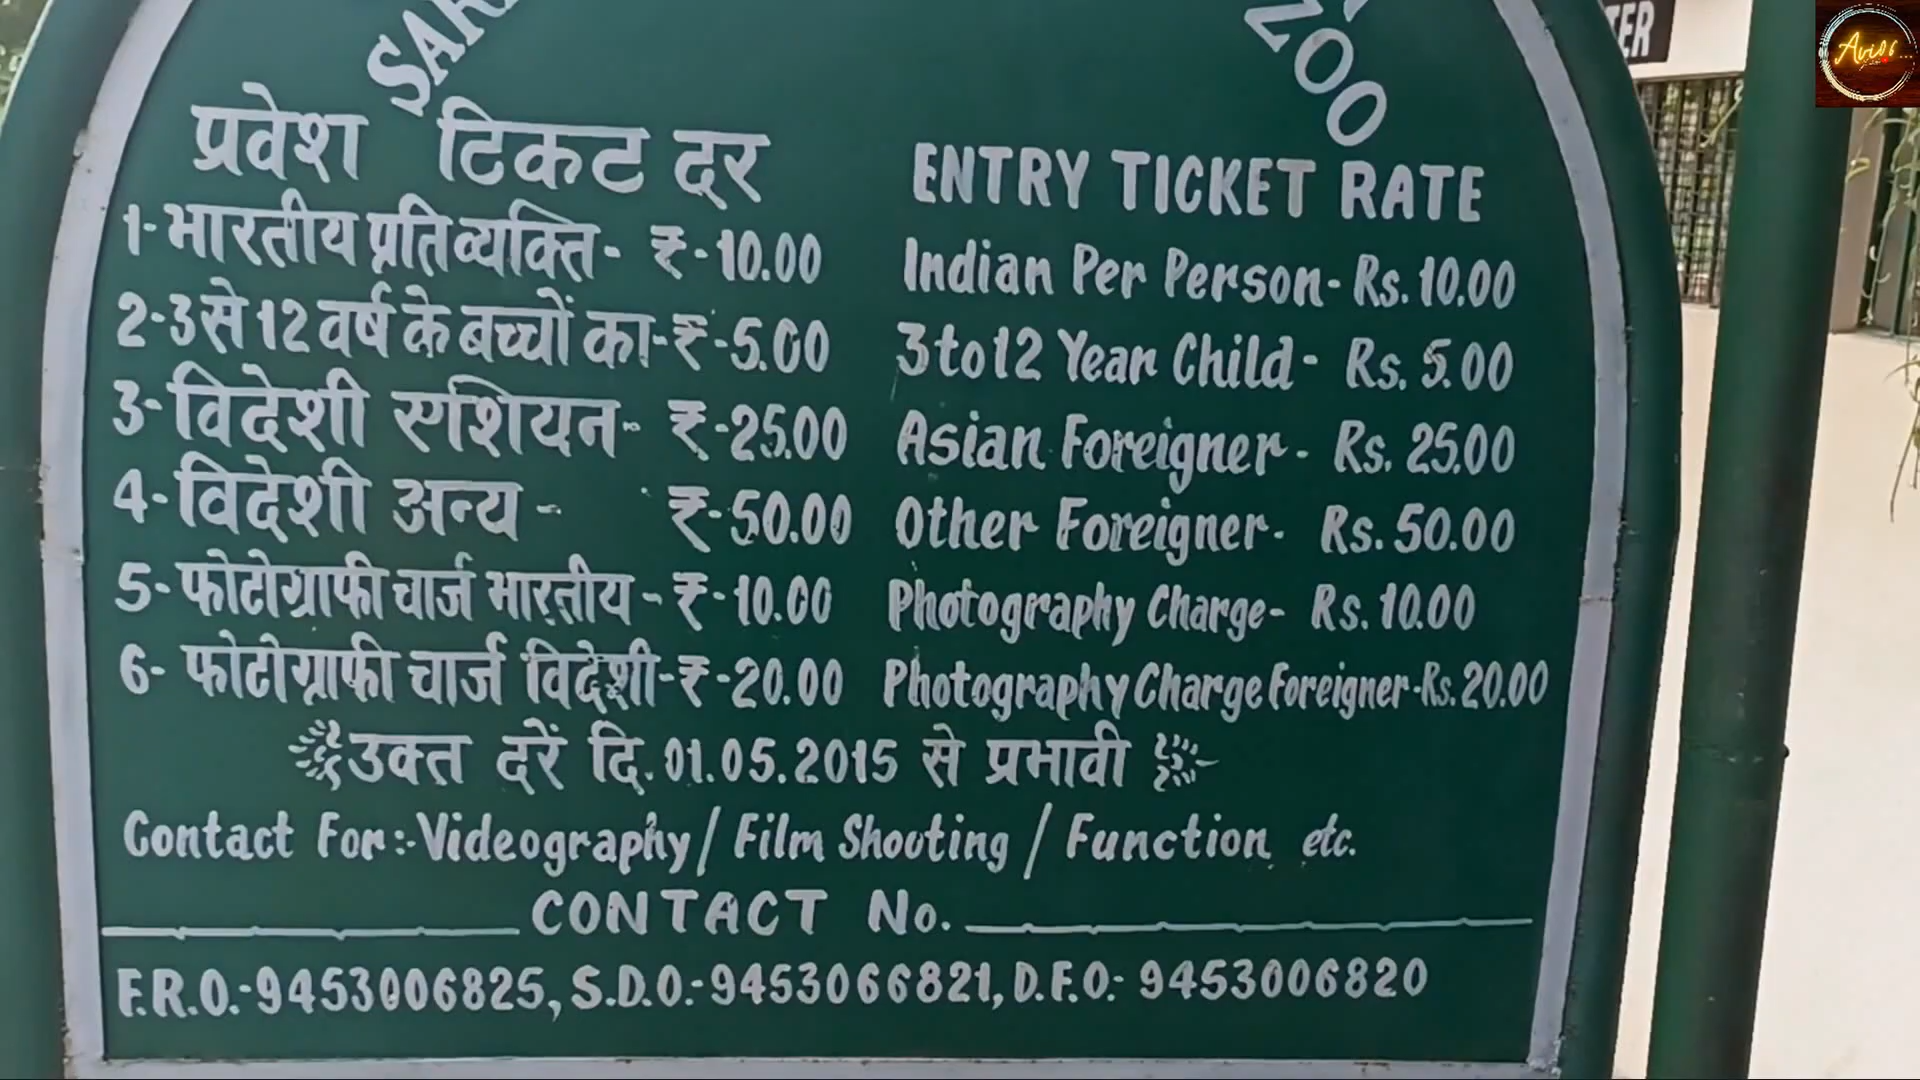 ZOO
TER
Avi06...
प्रवेश टिकट दर
ENTRY TICKET RATE
1-भारतीय प्रति व्यक्ति- ₹-10.00
Indian Per Person- Rs. 10.00
2-3 से 12 वर्ष के बच्चों का-₹-5.00
3 to 12 Year Child- Rs. 5.00
3-विदेशी एशियन- ₹-25.00
Asian Foreigner- Rs. 25.00
4-विदेशी अन्य- ₹-50.00
Other Foreigner- Rs. 50.00
5-फोटोग्राफी चार्ज भारतीय-₹-10.00
Photography Charge- Rs. 10.00
6-फोटोग्राफी चार्ज विदेशी-₹-20.00
Photography Charge Foreigner-Rs. 20.00
उक्त दरें दि. 01.05.2015 से प्रभावी
Contact For:-Videography/ Film Shooting / Function etc.
CONTACT No.
F.R.O.-9453006825, S.D.O.-9453066821, D.F.O.- 9453006820